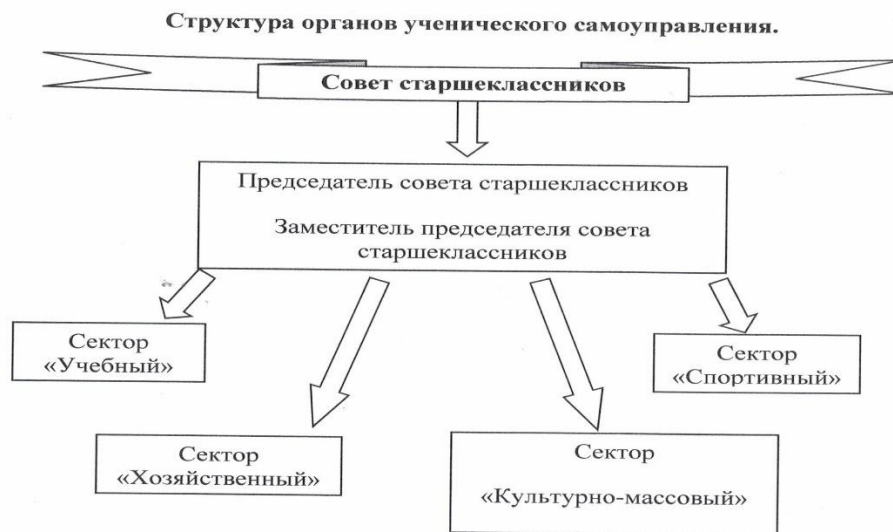 Структура органов ученического самоуправления.
Совет старшеклассников
Председатель совета старшеклассников
Заместитель председателя совета
старшеклассников
Сектор
«Учебный»
Сектор
«Спортивный»
Сектор
«Хозяйственный»
Сектор
«Культурно-массовый»